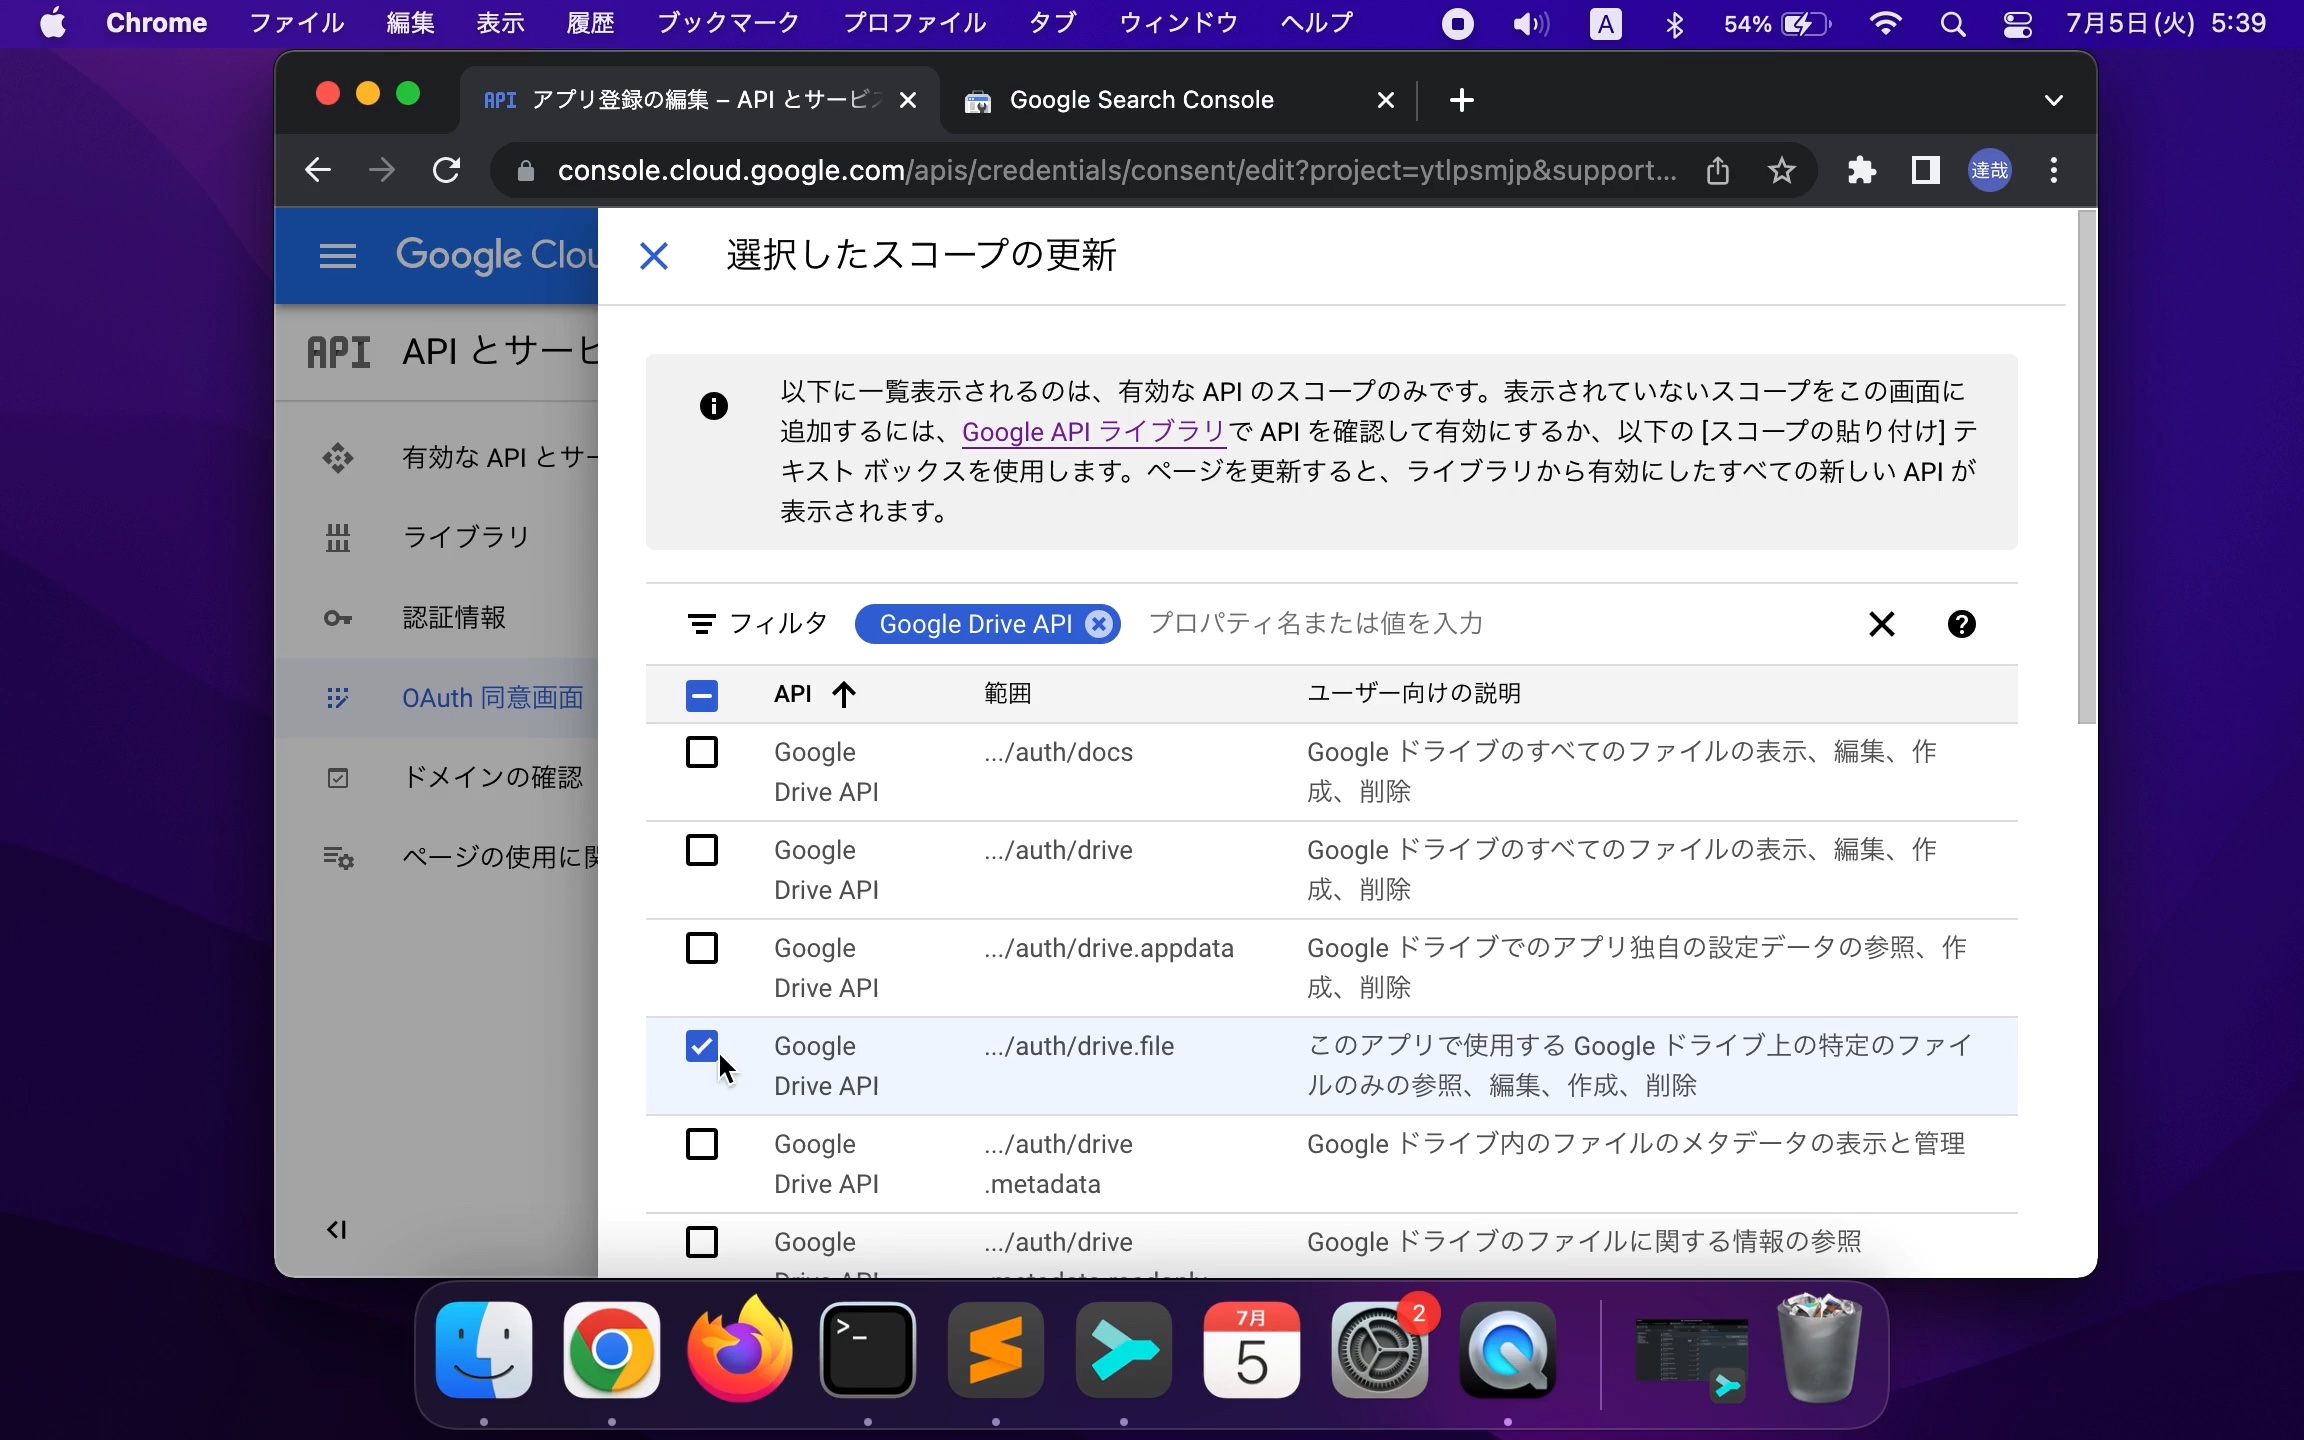 Chrome ファイル 編集 表示 履歴 ブックマーク プロファイル タブ ウィンドウ ヘルプ A 54% 7月5日(火) 5:39
API アプリ登録の編集 – API とサービ
Google Search Console
console.cloud.google.com/apis/credentials/consent/edit?project=ytlpsmjp&support...
達哉
Google Clou
選択したスコープの更新
API API とサービ
有効な API とサー
ライブラリ
認証情報
OAuth 同意画面
ドメインの確認
ページの使用に関
以下に一覧表示されるのは、有効な API のスコープのみです。表示されていないスコープをこの画面に
追加するには、Google API ライブラリで API を確認して有効にするか、以下の [スコープの貼り付け] テ
キスト ボックスを使用します。ページを更新すると、ライブラリから有効にしたすべての新しい API が
表示されます。
フィルタ Google Drive API プロパティ名または値を入力
API 範囲 ユーザー向けの説明
Google .../auth/docs Google ドライブのすべてのファイルの表示、編集、作
Drive API 成、削除
Google .../auth/drive Google ドライブのすべてのファイルの表示、編集、作
Drive API 成、削除
Google .../auth/drive.appdata Google ドライブでのアプリ独自の設定データの参照、作
Drive API 成、削除
Google .../auth/drive.file このアプリで使用する Google ドライブ上の特定のファイ
Drive API ルのみの参照、編集、作成、削除
Google .../auth/drive Google ドライブ内のファイルのメタデータの表示と管理
Drive API .metadata
Google .../auth/drive Google ドライブのファイルに関する情報の参照
Drive API .metadata.readonly
7月
5
2